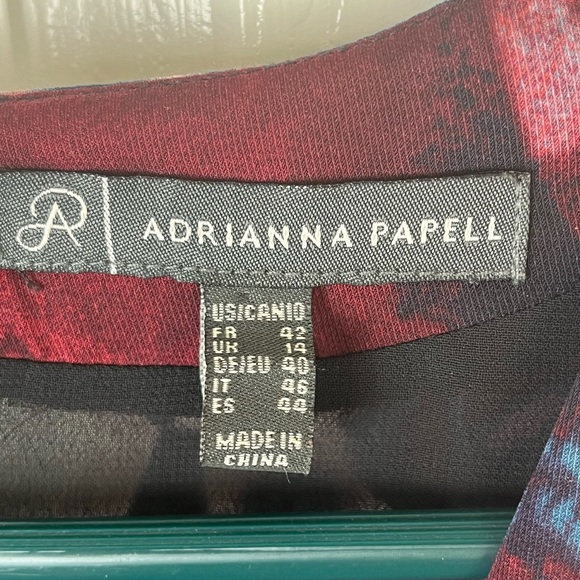 AP ADRIANNA PAPELL
US/CAN10
FR 42
UK 14
DE/EU 40
IT 46
ES 44
MADE IN
CHINA